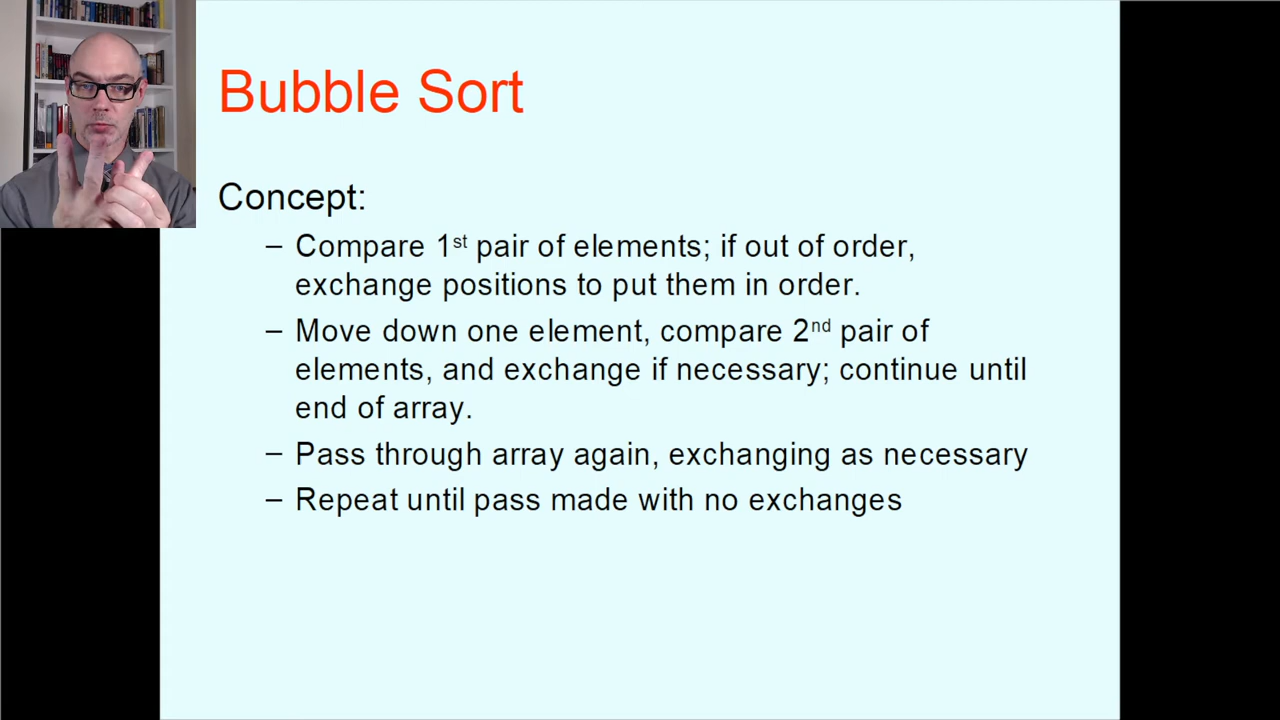 Bubble Sort
Concept:
– Compare 1st pair of elements; if out of order,
exchange positions to put them in order.
– Move down one element, compare 2nd pair of
elements, and exchange if necessary; continue until
end of array.
– Pass through array again, exchanging as necessary
– Repeat until pass made with no exchanges